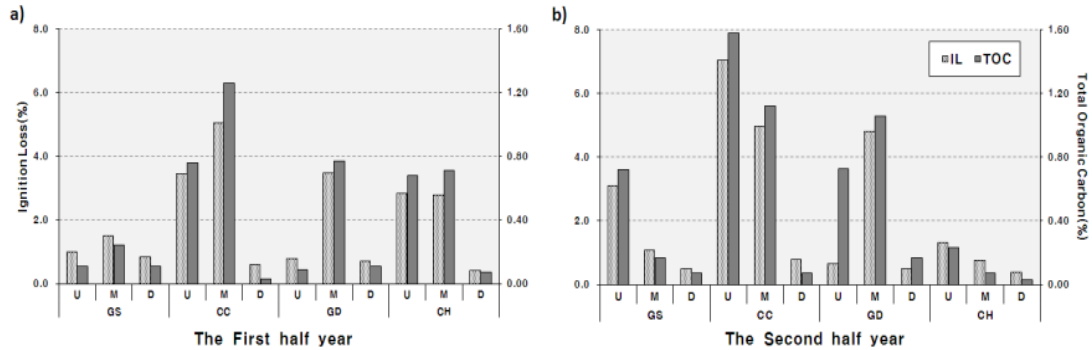 a)
8.0
6.0
4.0
2.0
0.0
Ignition Loss(%)
1.60
1.20
0.80
0.40
0.00
U M D U M D U M D U M D
GS CC GD CH
The First half year
b)
8.0
6.0
4.0
2.0
0.0
IL TOC
1.60
1.20
0.80
0.40
0.00
Total Organic Carbon(%)
U M D U M D U M D U M D
GS CC GD CH
The Second half year